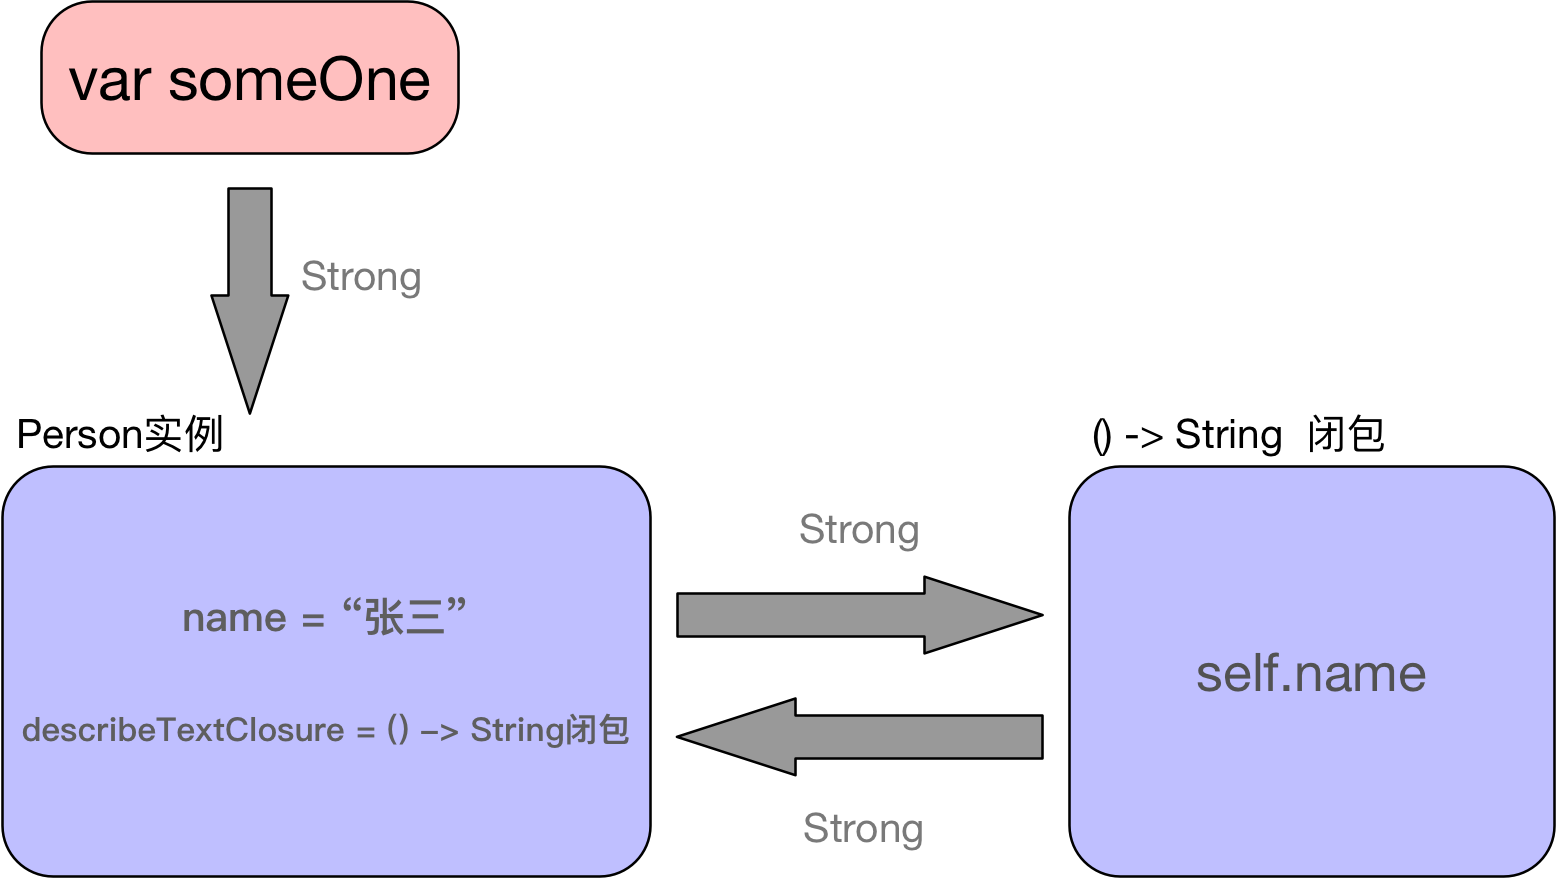 var someOne
Strong
Person实例
() -> String 闭包
Strong
name = “张三”
self.name
describeTextClosure = () –> String闭包
Strong